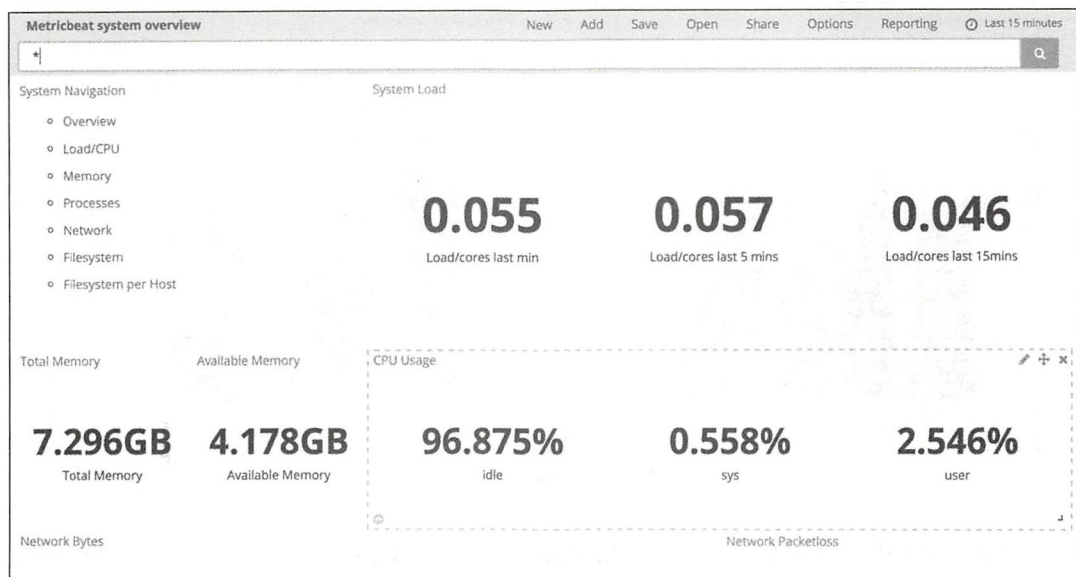 Metricbeat system overview New Add Save Open Share Options Reporting Last 15 minutes
*
System Navigation
Overview
Load/CPU
Memory
Processes
Network
Filesystem
Filesystem per Host
System Load
0.055 0.057 0.046
Load/cores last min Load/cores last 5 mins Load/cores last 15mins
Total Memory Available Memory CPU Usage
7.296GB 4.178GB 96.875% 0.558% 2.546%
Total Memory Available Memory idle sys user
Network Bytes Network Packetloss